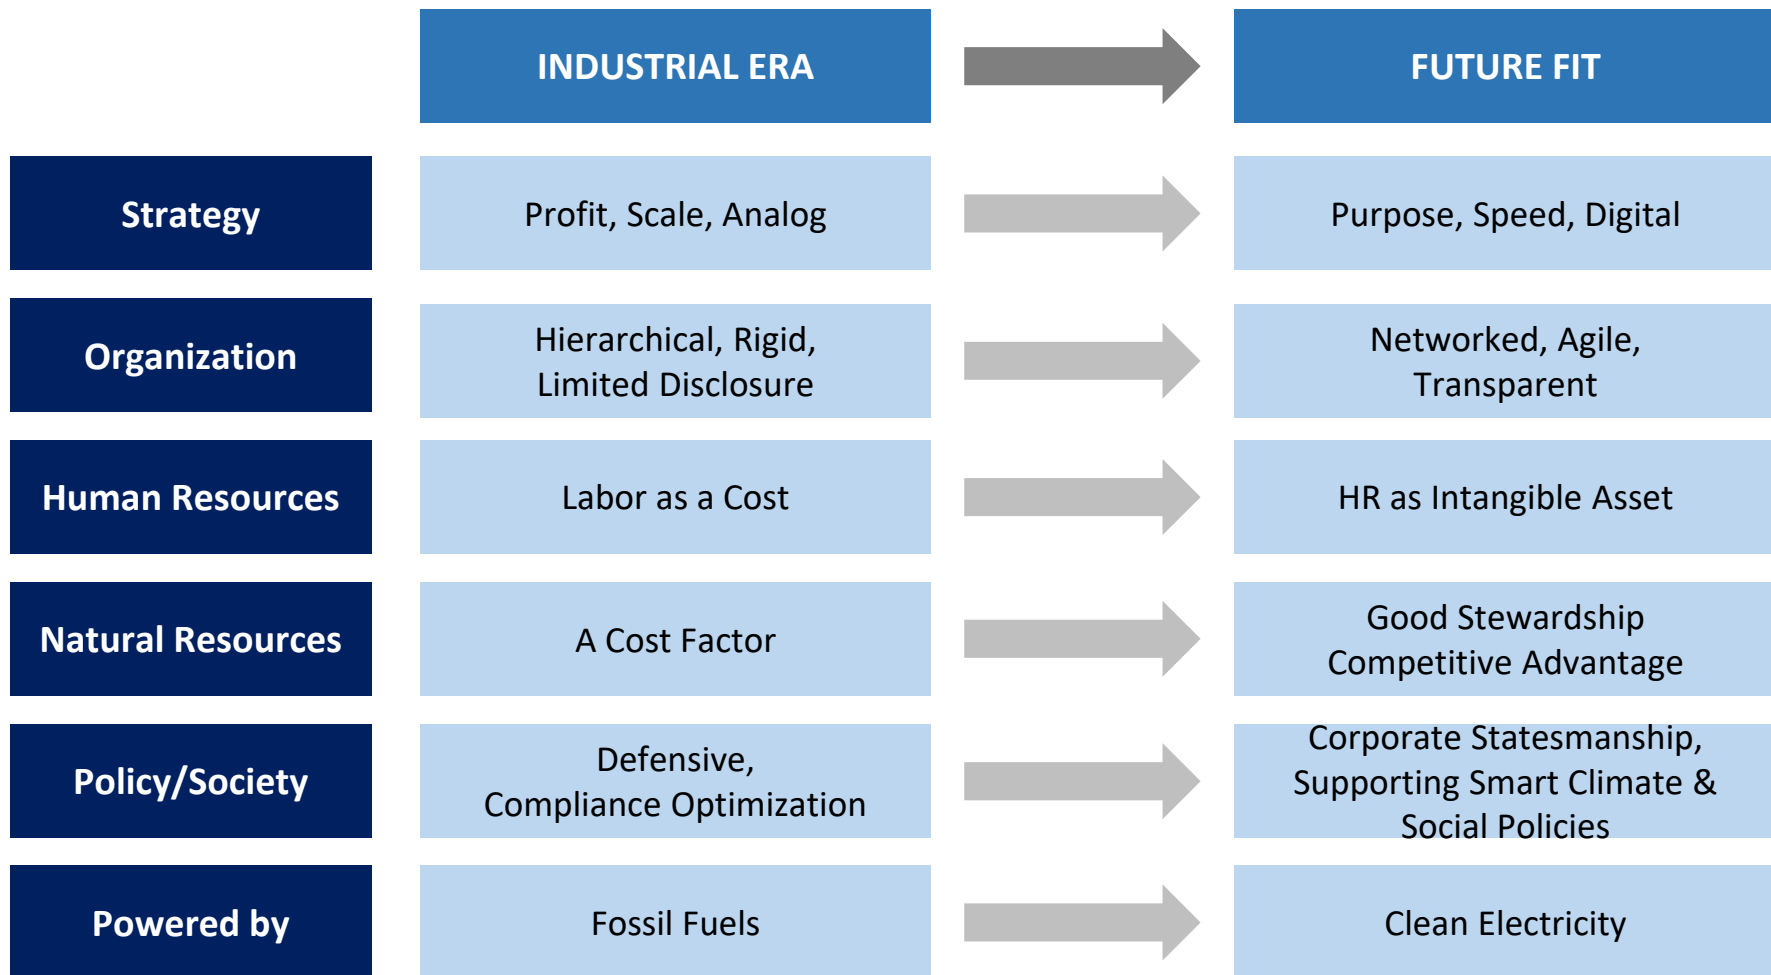 INDUSTRIAL ERA
FUTURE FIT
Strategy
Profit, Scale, Analog
Purpose, Speed, Digital
Organization
Hierarchical, Rigid,
Limited Disclosure
Networked, Agile,
Transparent
Human Resources
Labor as a Cost
HR as Intangible Asset
Natural Resources
A Cost Factor
Good Stewardship
Competitive Advantage
Policy/Society
Defensive,
Compliance Optimization
Corporate Statesmanship,
Supporting Smart Climate &
Social Policies
Powered by
Fossil Fuels
Clean Electricity